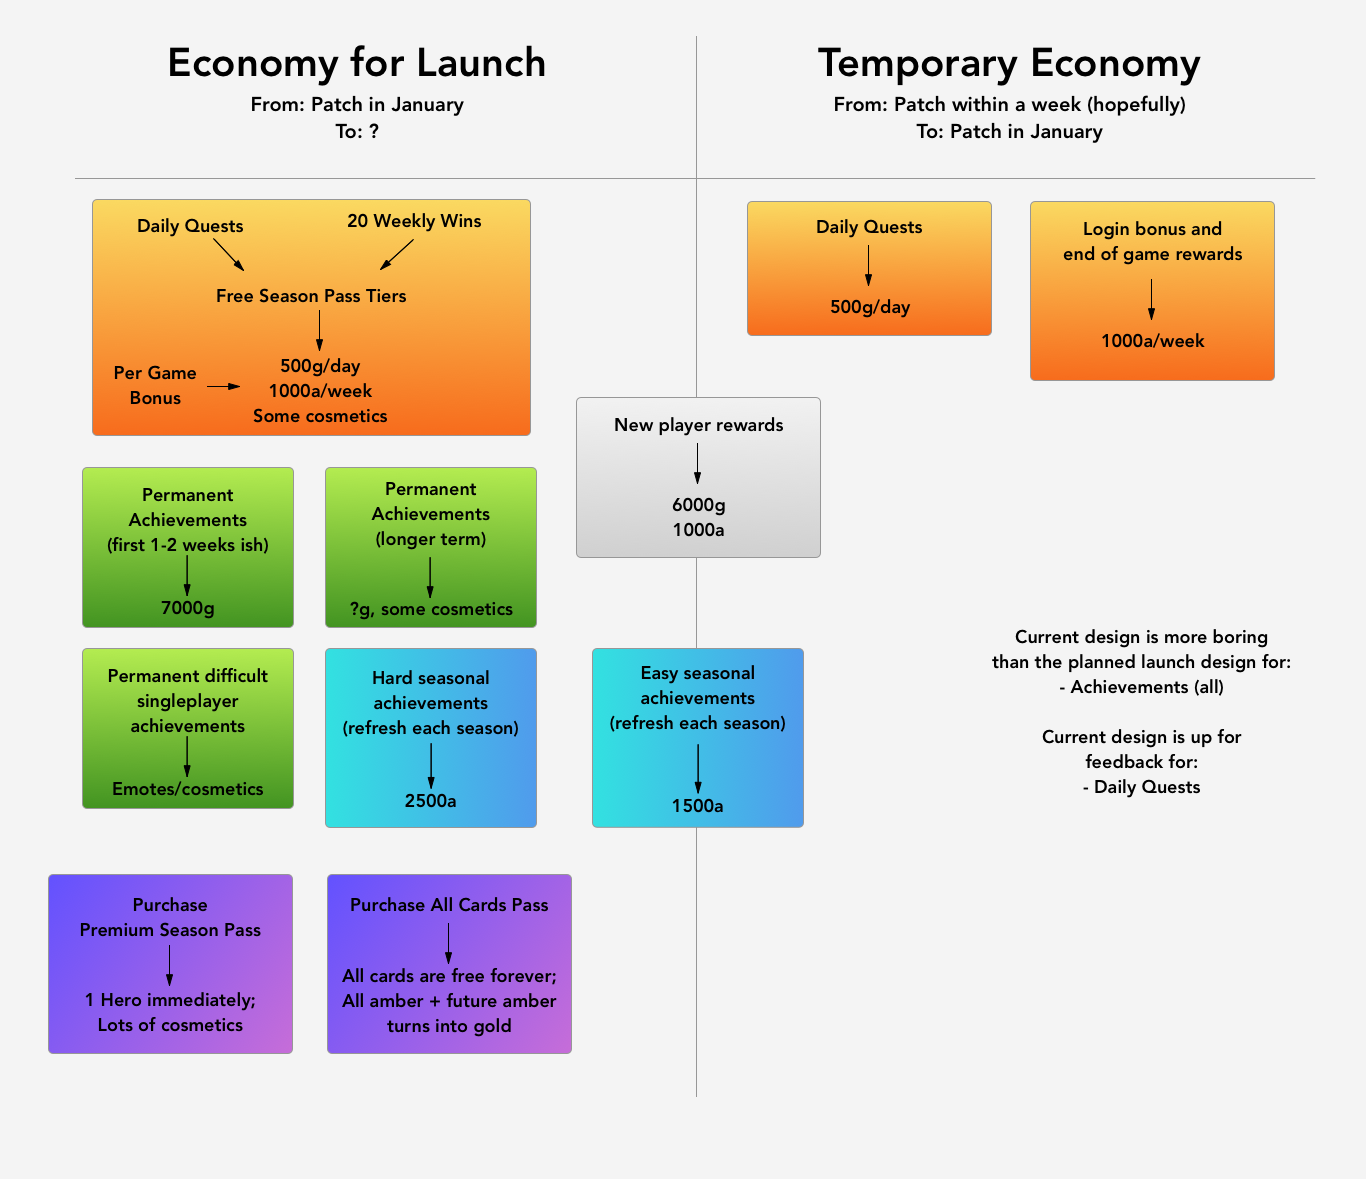 Economy for Launch
From: Patch in January
To: ?
Temporary Economy
From: Patch within a week (hopefully)
To: Patch in January
Daily Quests
20 Weekly Wins
Free Season Pass Tiers
Per Game
Bonus
500g/day
1000a/week
Some cosmetics
Daily Quests
500g/day
Login bonus and
end of game rewards
1000a/week
New player rewards
6000g
1000a
Permanent
Achievements
(first 1-2 weeks ish)
7000g
Permanent
Achievements
(longer term)
?g, some cosmetics
Permanent difficult
singleplayer
achievements
Emotes/cosmetics
Hard seasonal
achievements
(refresh each season)
2500a
Easy seasonal
achievements
(refresh each season)
1500a
Current design is more boring
than the planned launch design for:
- Achievements (all)
Current design is up for
feedback for:
- Daily Quests
Purchase
Premium Season Pass
1 Hero immediately;
Lots of cosmetics
Purchase All Cards Pass
All cards are free forever;
All amber + future amber
turns into gold